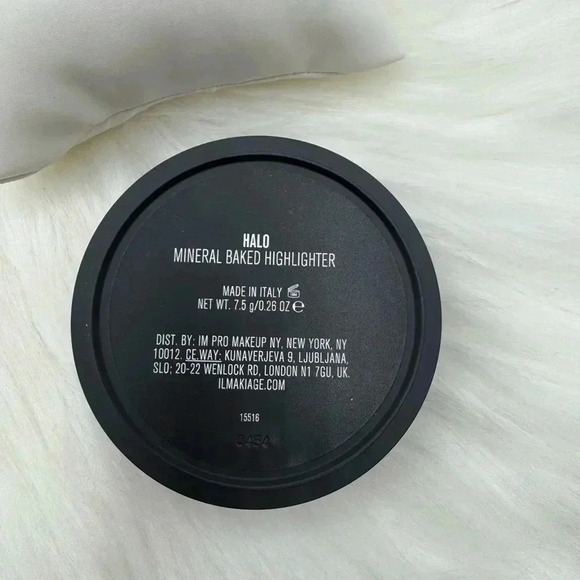 HALO
MINERAL BAKED HIGHLIGHTER
MADE IN ITALY
NET WT. 7.5 g/0.26 OZ ℮
DIST. BY: IM PRO MAKEUP NY, NEW YORK, NY
10012. CE.WAY: KUNAVERJEVA 9, LJUBLJANA,
SLO; 20-22 WENLOCK RD, LONDON N1 7GU, UK.
ILMAKIAGE.COM
15516